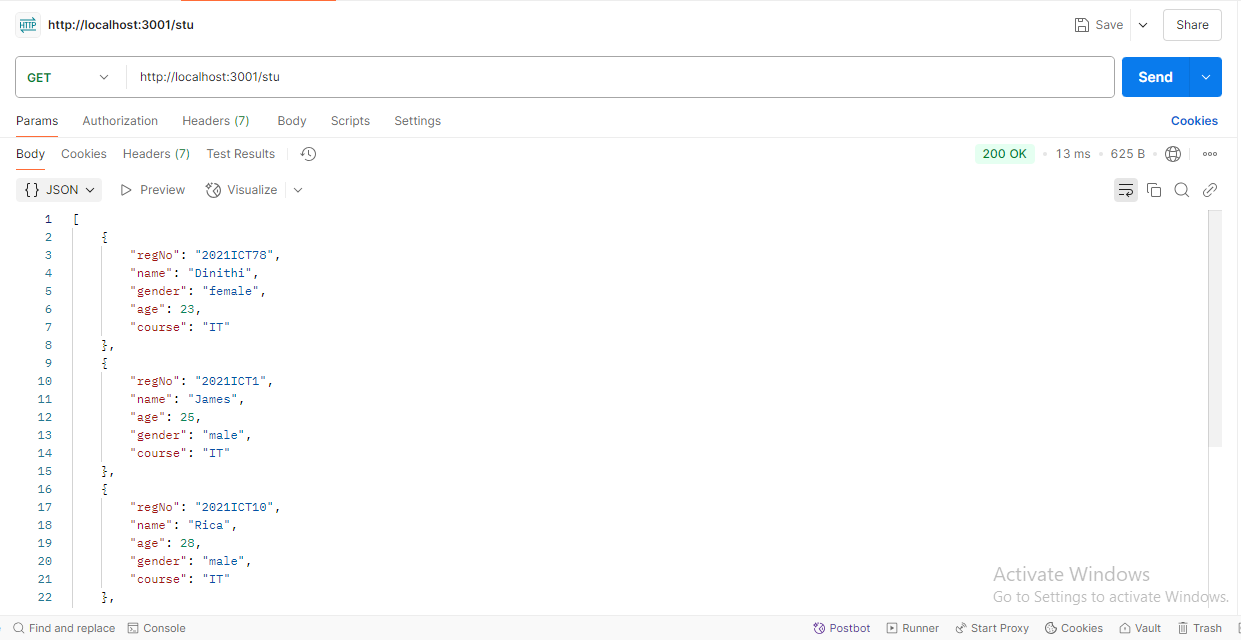 HTTP http://localhost:3001/stu Save Share
GET http://localhost:3001/stu Send
Params Authorization Headers (7) Body Scripts Settings Cookies
Body Cookies Headers (7) Test Results 200 OK • 13 ms • 625 B •
{} JSON Preview Visualize
1 [
2 {
3 "regNo": "2021ICT78",
4 "name": "Dinithi",
5 "gender": "female",
6 "age": 23,
7 "course": "IT"
8 },
9 {
10 "regNo": "2021ICT1",
11 "name": "James",
12 "age": 25,
13 "gender": "male",
14 "course": "IT"
15 },
16 {
17 "regNo": "2021ICT10",
18 "name": "Rica",
19 "age": 28,
20 "gender": "male",
21 "course": "IT"
22 },
Activate Windows
Go to Settings to activate Windows.
Find and replace Console Postbot Runner Start Proxy Cookies Vault Trash